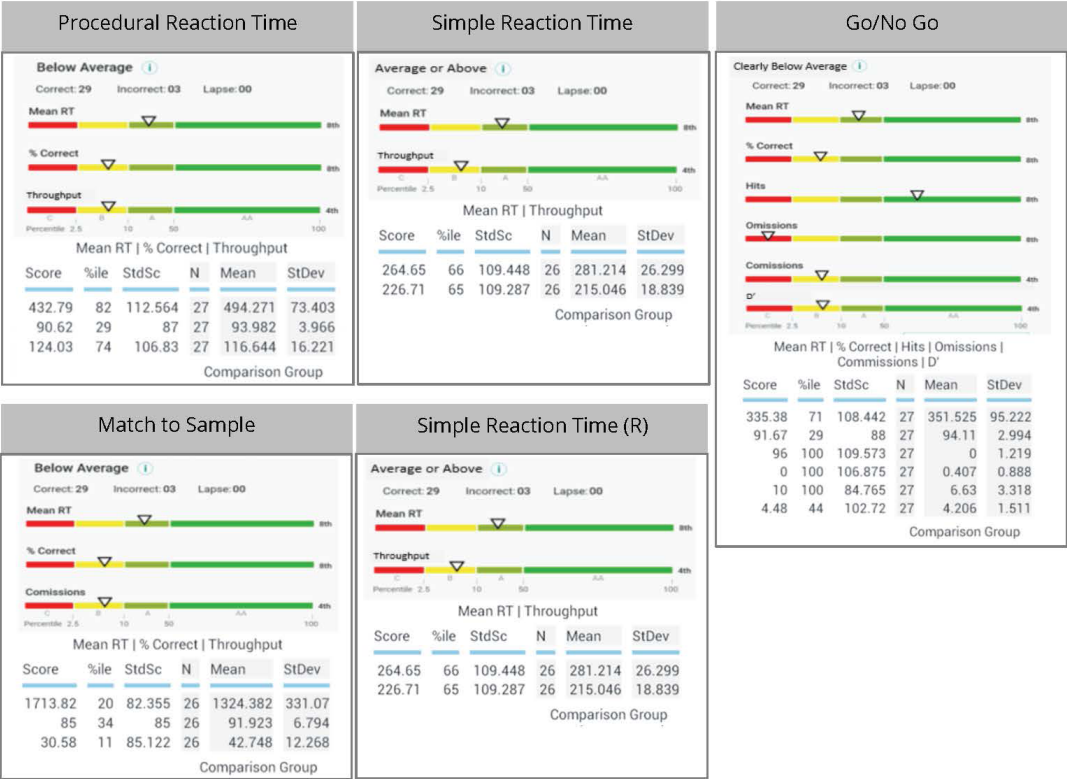 Procedural Reaction Time
Below Average i
Correct: 29 Incorrect: 03 Lapse: 00
Mean RT
8th
% Correct
8th
Throughput
4th
C B A AA
Percentile 2.5 10 50 100
Mean RT | % Correct | Throughput
Score %ile StdSc N Mean StDev
432.79 82 112.564 27 494.271 73.403
90.62 29 87 27 93.982 3.966
124.03 74 106.83 27 116.644 16.221
Comparison Group
Simple Reaction Time
Average or Above i
Correct: 29 Incorrect: 03 Lapse: 00
Mean RT
8th
Throughput
4th
C B A AA
Percentile 2.5 10 50 100
Mean RT | Throughput
Score %ile StdSc N Mean StDev
264.65 66 109.448 26 281.214 26.299
226.71 65 109.287 26 215.046 18.839
Comparison Group
Go/No Go
Clearly Below Average i
Correct: 29 Incorrect: 03 Lapse: 00
Mean RT
8th
% Correct
8th
Hits
8th
Omissions
8th
Comissions
4th
D'
4th
C B A AA
Percentile 2.5 10 50 100
Mean RT | % Correct | Hits | Omissions |
Commissions | D'
Score %ile StdSc N Mean StDev
335.38 71 108.442 27 351.525 95.222
91.67 29 88 27 94.11 2.994
96 100 109.573 27 0 1.219
0 100 106.875 27 0.407 0.888
10 100 84.765 27 6.63 3.318
4.48 44 102.72 27 4.206 1.511
Comparison Group
Match to Sample
Below Average i
Correct: 29 Incorrect: 03 Lapse: 00
Mean RT
8th
% Correct
8th
Comissions
4th
C B A AA
Percentile 2.5 10 50 100
Mean RT | % Correct | Throughput
Score %ile StdSc N Mean StDev
1713.82 20 82.355 26 1324.382 331.07
85 34 85 26 91.923 6.794
30.58 11 85.122 26 42.748 12.268
Comparison Group
Simple Reaction Time (R)
Average or Above i
Correct: 29 Incorrect: 03 Lapse: 00
Mean RT
8th
Throughput
4th
C B A AA
Percentile 2.5 10 50 100
Mean RT | Throughput
Score %ile StdSc N Mean StDev
264.65 66 109.448 26 281.214 26.299
226.71 65 109.287 26 215.046 18.839
Comparison Group